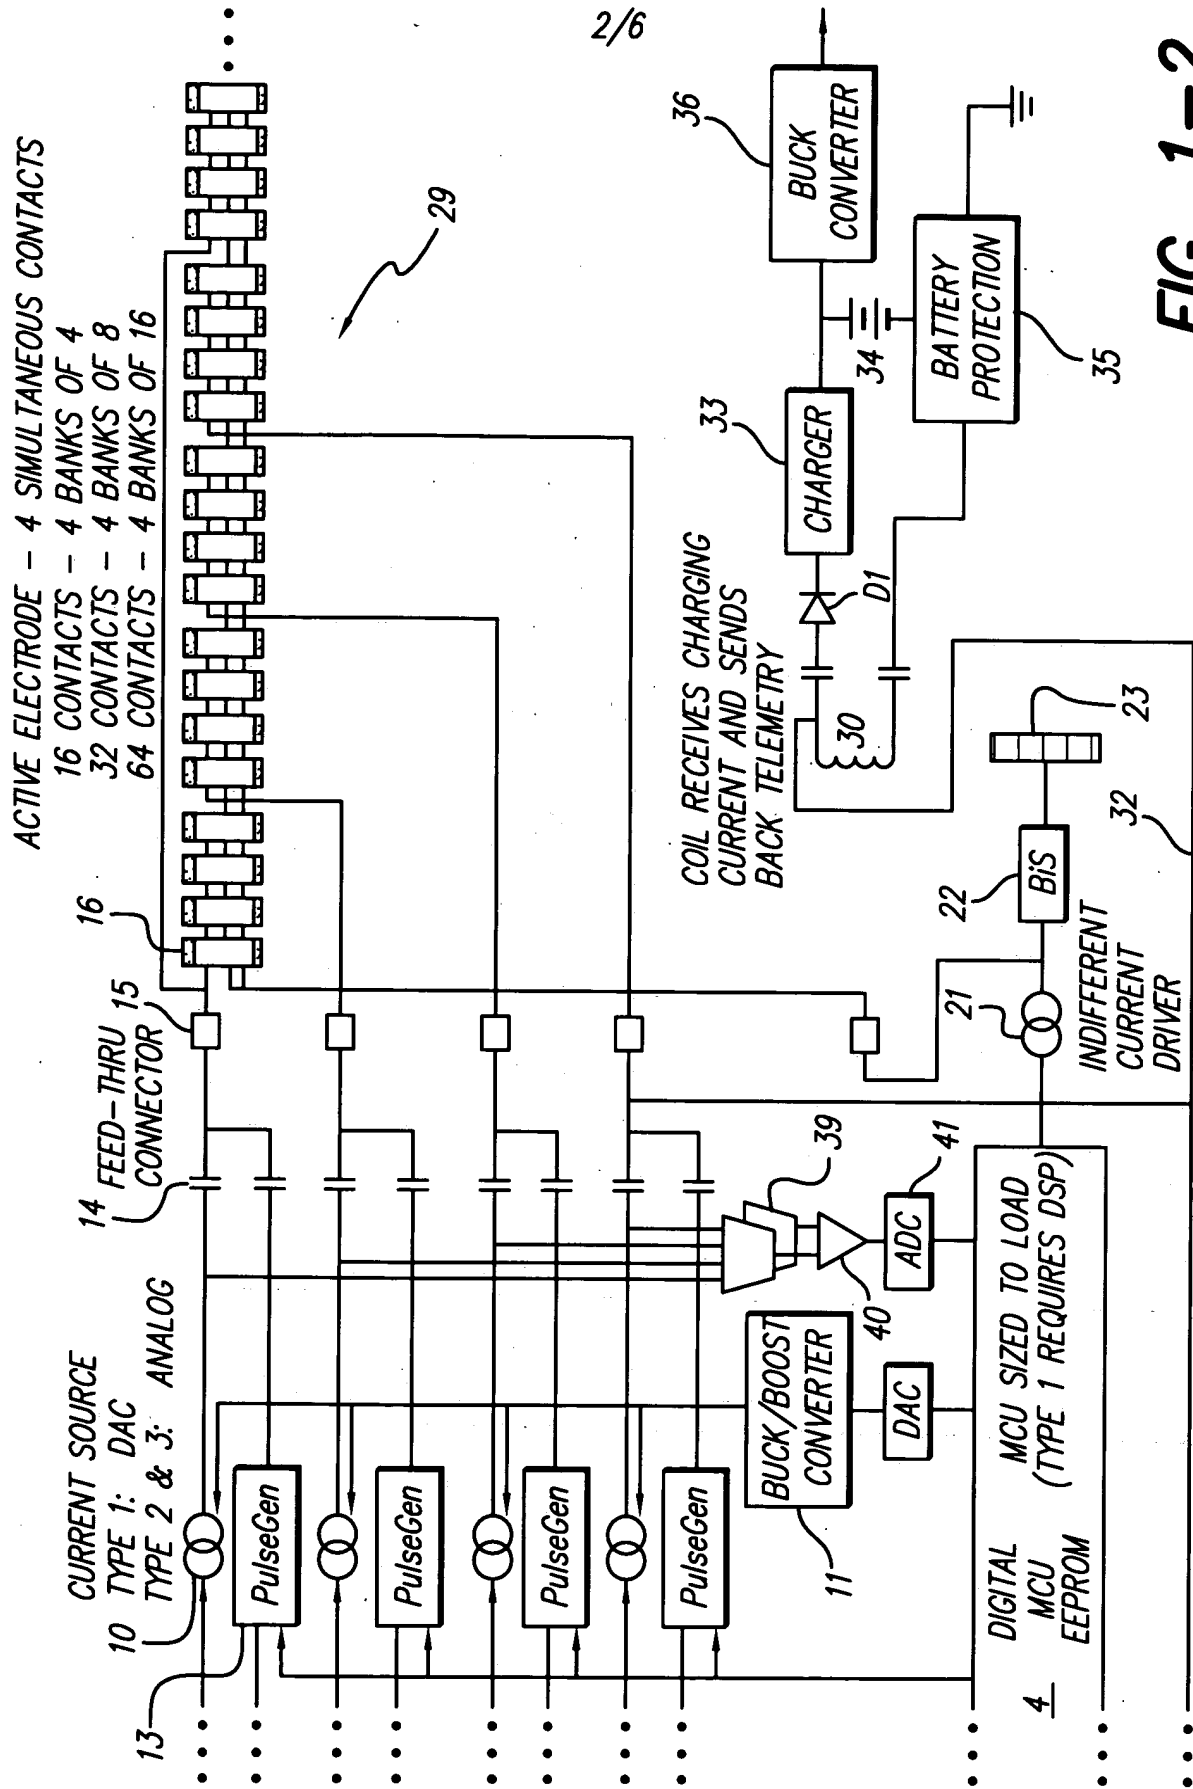 2/6
ACTIVE ELECTRODE - 4 SIMULTANEOUS CONTACTS
16 CONTACTS - 4 BANKS OF 4
32 CONTACTS - 4 BANKS OF 8
64 CONTACTS - 4 BANKS OF 16
CURRENT SOURCE
10 TYPE 1: DAC
TYPE 2 & 3: ANALOG
14 FEED-THRU
CONNECTOR 15
16
29
13
PulseGen
PulseGen
PulseGen
PulseGen
BUCK/BOOST
CONVERTER
11
DAC
39
40
ADC
41
COIL RECEIVES CHARGING
CURRENT AND SENDS
BACK TELEMETRY
30
D1
CHARGER
33
34
BUCK
CONVERTER
36
BATTERY
PROTECTION
35
21
INDIFFERENT
CURRENT
DRIVER
22
BiS
23
32
DIGITAL
MCU
EEPROM
4
MCU SIZED TO LOAD
(TYPE 1 REQUIRES DSP)
FIG. 1-2